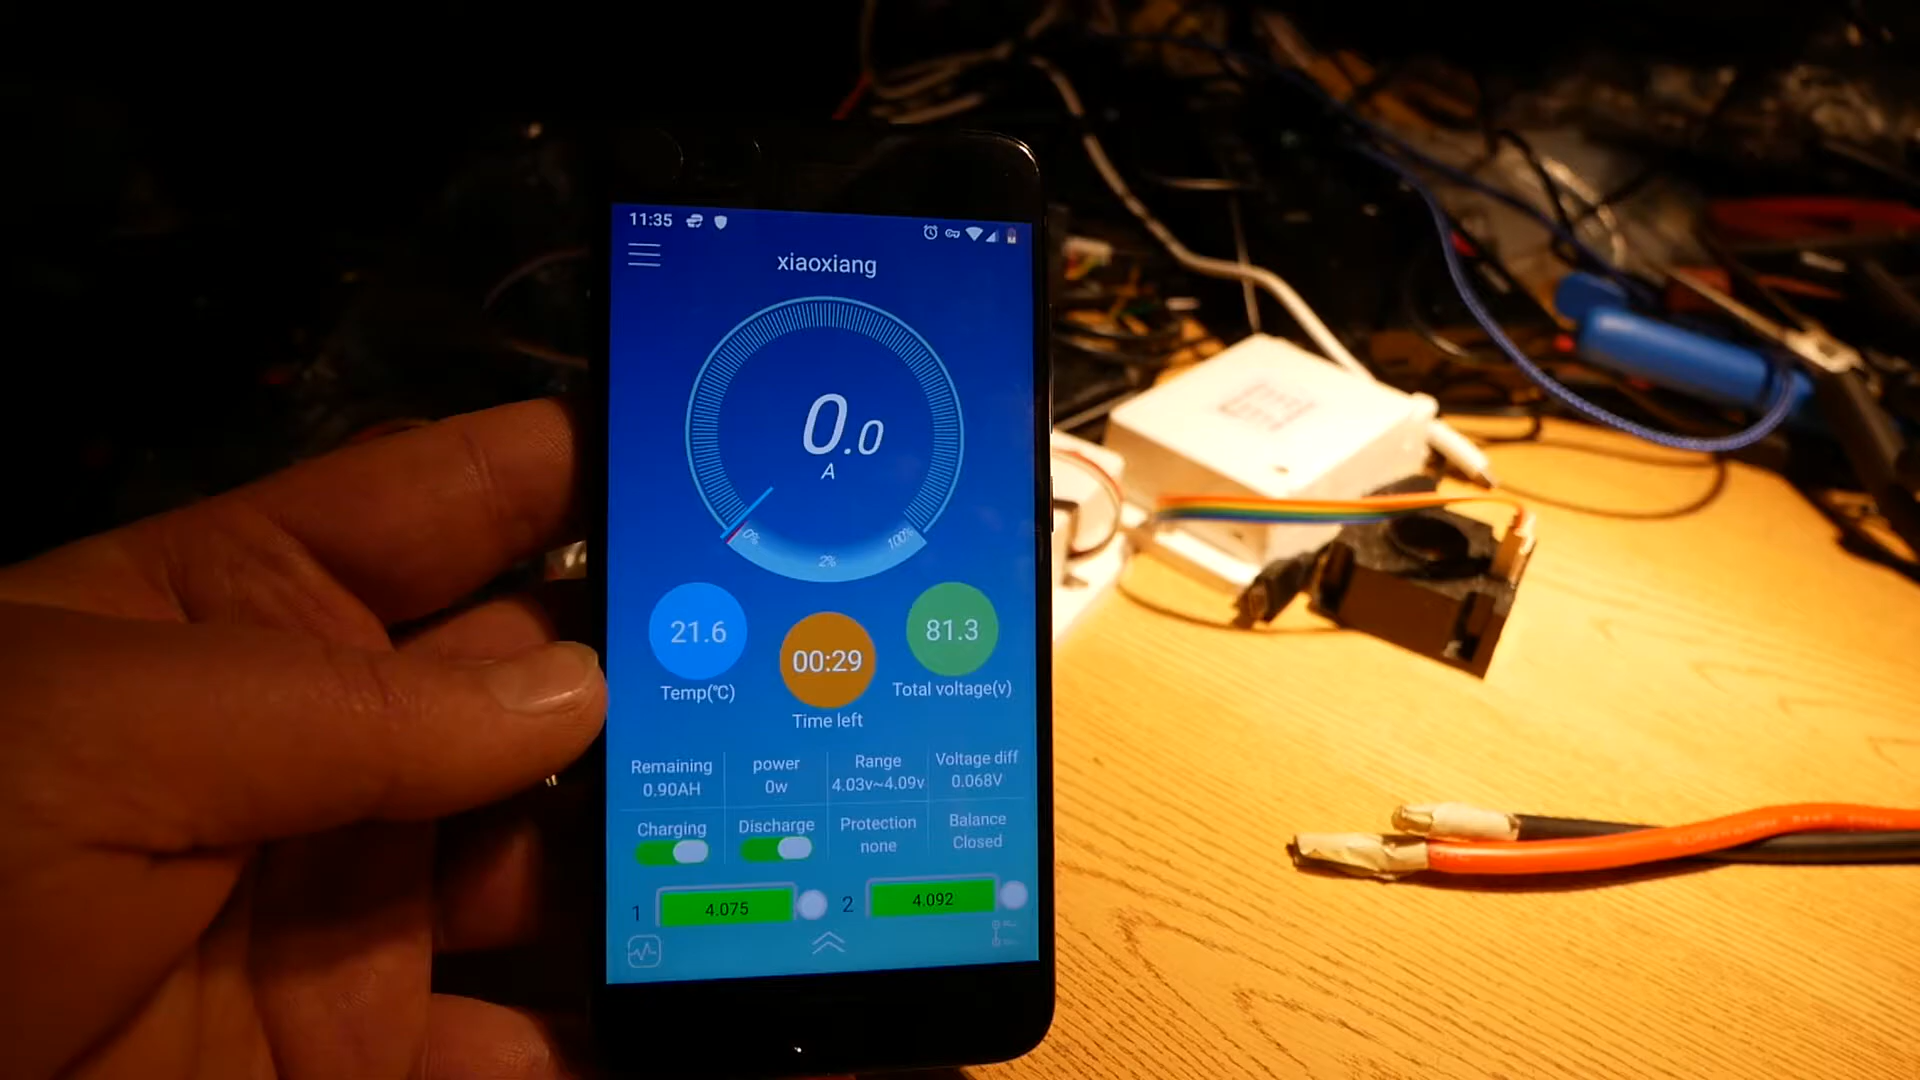 11:35
xiaoxiang
0.0
A
0%
2%
100%
21.6
00:29
81.3
Temp(℃)
Time left
Total voltage(v)
Remaining
0.90AH
power
0w
Range
4.03v~4.09v
Voltage diff
0.068V
Charging
Discharge
Protection
none
Balance
Closed
1
4.075
2
4.092